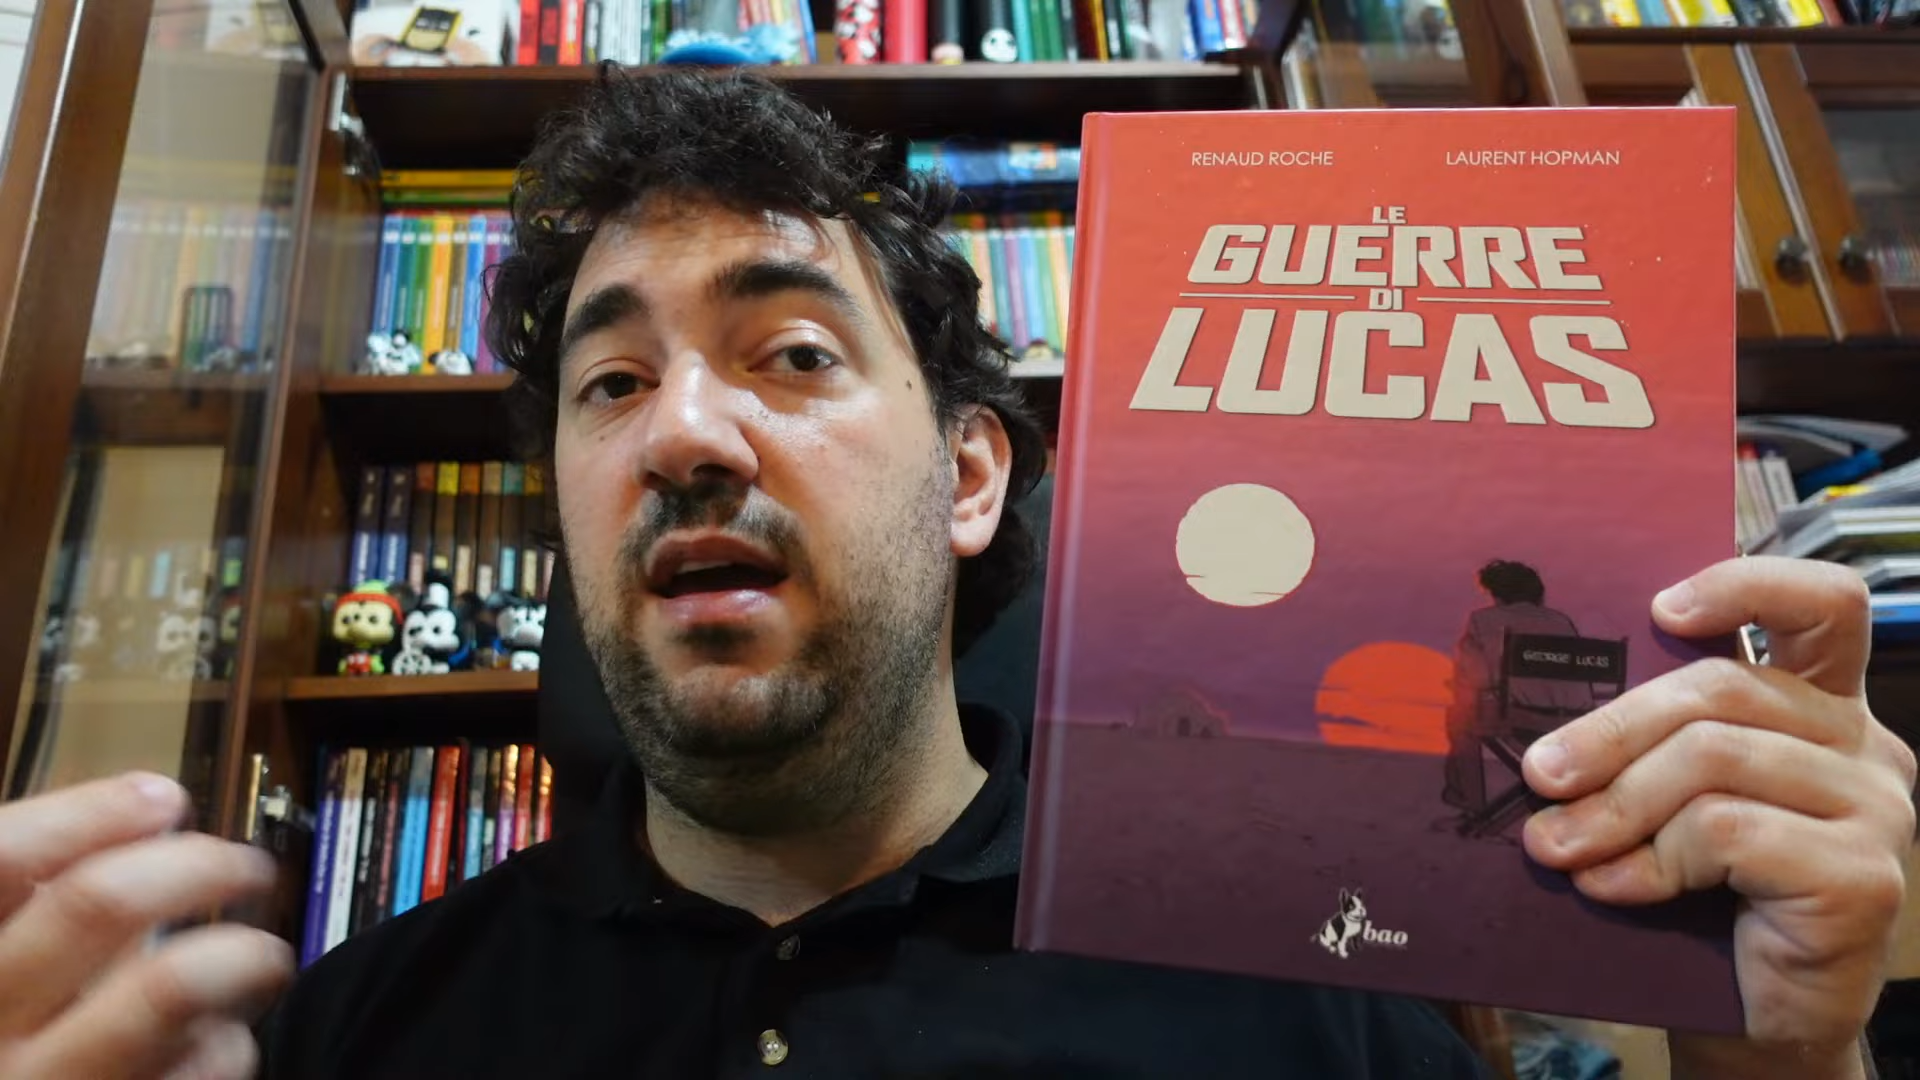 RENAUD ROCHE LAURENT HOPMAN
LE
GUERRE
DI
LUCAS
GEORGE LUCAS
bao